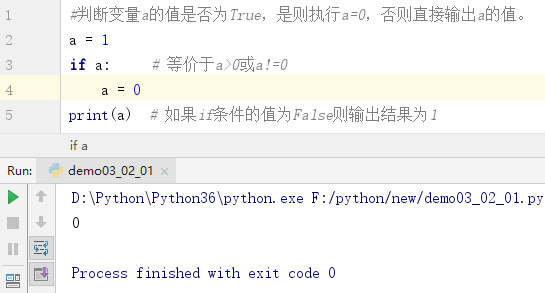 1 #判断变量a的值是否为True，是则执行a=0，否则直接输出a的值。
2 a = 1
3 if a: # 等价于a>0或a!=0
4 a = 0
5 print(a) # 如果if条件的值为False则输出结果为1
if a
Run: demo03_02_01 ×
D:\Python\Python36\python.exe F:/python/new/demo03_02_01.py
0
Process finished with exit code 0